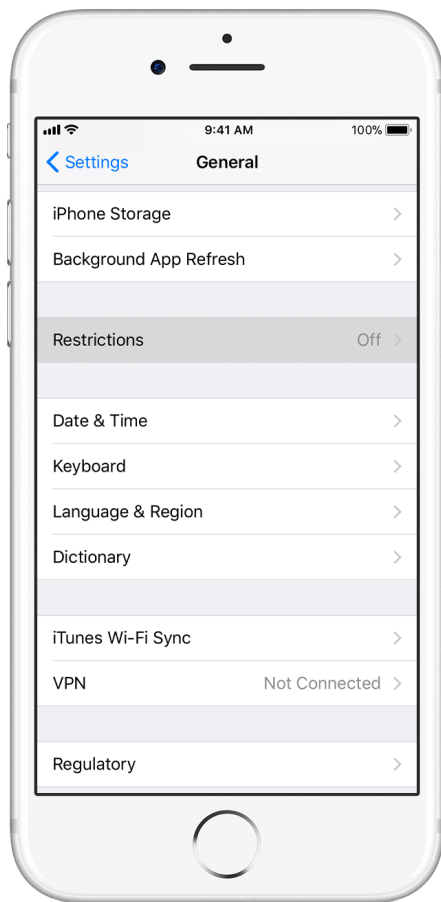 9:41 AM 100%
Settings General
iPhone Storage
Background App Refresh
Restrictions Off
Date & Time
Keyboard
Language & Region
Dictionary
iTunes Wi-Fi Sync
VPN Not Connected
Regulatory